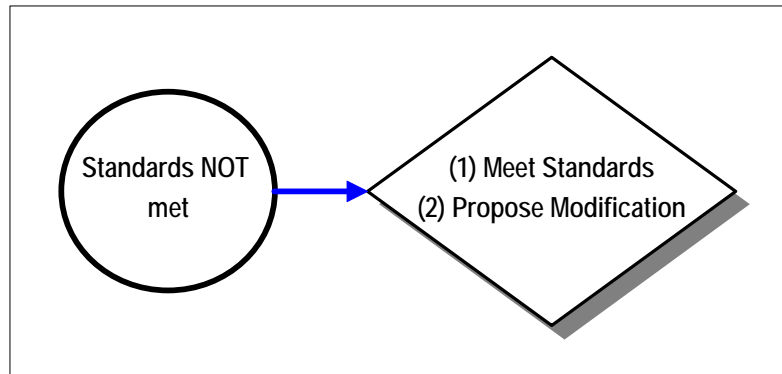 Standards NOT
met
(1) Meet Standards
(2) Propose Modification